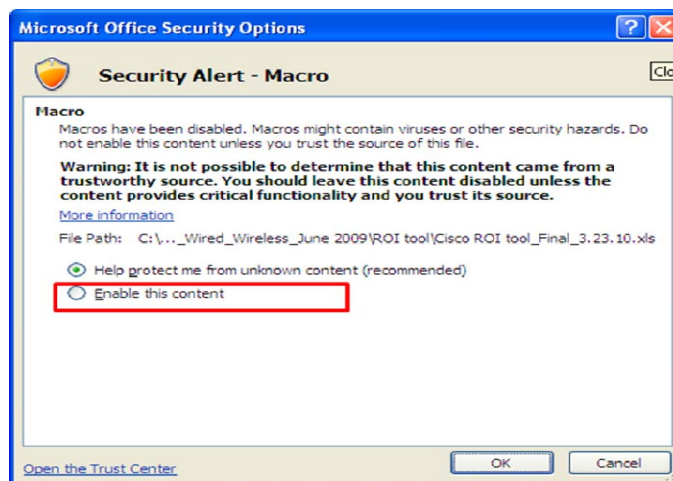 Microsoft Office Security Options
Security Alert - Macro
Clo
Macro
Macros have been disabled. Macros might contain viruses or other security hazards. Do
not enable this content unless you trust the source of this file.
Warning: It is not possible to determine that this content came from a
trustworthy source. You should leave this content disabled unless the
content provides critical functionality and you trust its source.
More information
File Path: C:\..._Wired_Wireless_June 2009\ROI tool\Cisco ROI tool_Final_3.23.10.xls
Help protect me from unknown content (recommended)
Enable this content
Open the Trust Center
OK
Cancel